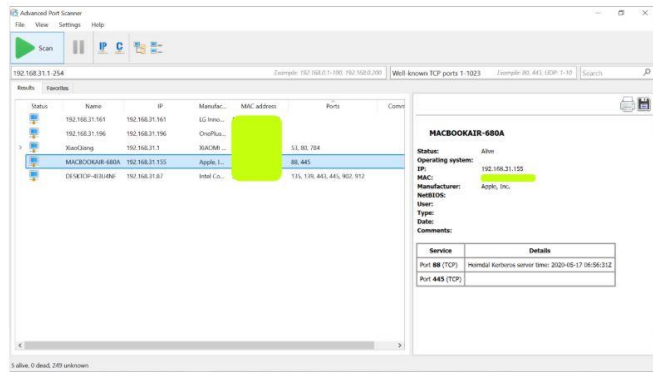 Advanced Port Scanner
File View Settings Help
Scan IP C
192.168.31.1-254 Example: 192.168.0.1-100, 192.168.0.200 Well-known TCP ports 1-1023 Example: 80, 443, UDP: 1-10 Search
Results Favorites
Status Name IP Manufac... MAC address Ports Comm
192.168.31.161 192.168.31.161 LG Inno...
192.168.31.196 192.168.31.196 OnePlus...
XiaoQiang 192.168.31.1 XIAOMI ... 53, 80, 784
MACBOOKAIR-680A 192.168.31.155 Apple, I... 88, 445
192.168.31.87 Intel Co... 135, 139, 443, 445, 902, 912
MACBOOKAIR-680A
Status: Alive
Operating system:
IP: 192.168.31.155
MAC:
Manufacturer: Apple, Inc.
NetBIOS:
User:
Type:
Date:
Comments:
Service Details
Port 88 (TCP) Heimdal Kerberos server time: 2020-05-17 06:56:31Z
Port 445 (TCP)
5 alive, 0 dead, 249 unknown